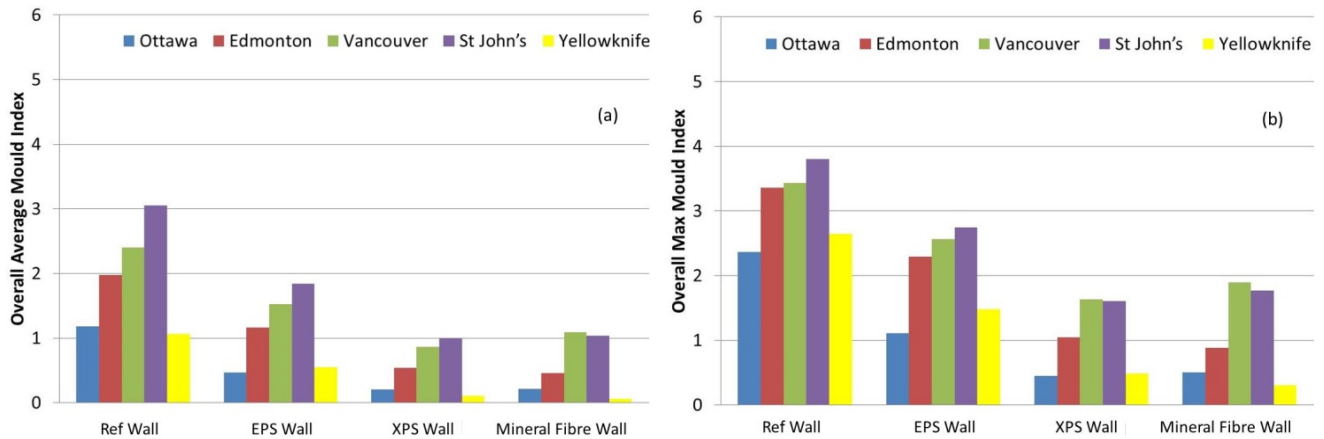 Overall Average Mould Index
6
5
4
3
2
1
0
Ottawa Edmonton Vancouver St John’s Yellowknife
(a)
Ref Wall EPS Wall XPS Wall Mineral Fibre Wall
Overall Max Mould Index
6
5
4
3
2
1
0
Ottawa Edmonton Vancouver St John’s Yellowknife
(b)
Ref Wall EPS Wall XPS Wall Mineral Fibre Wall